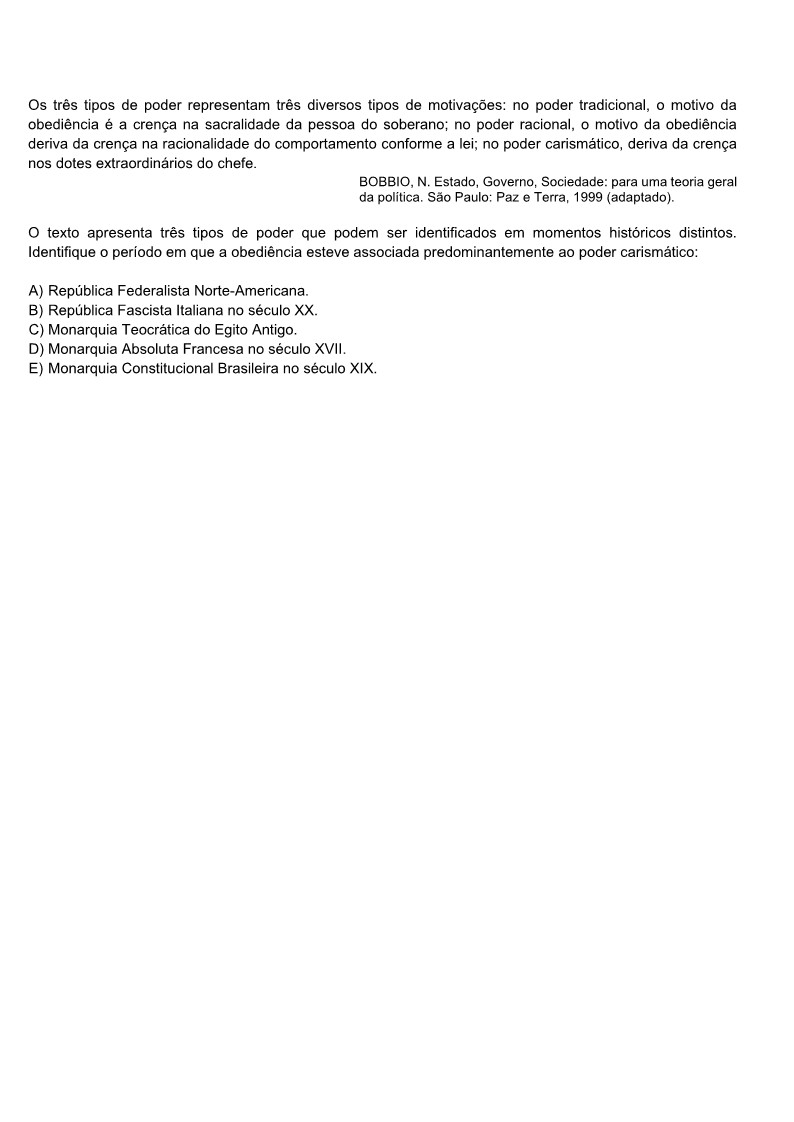 Os três tipos de poder representam três diversos tipos de motivações: no poder tradicional, o motivo da
obediência é a crença na sacralidade da pessoa do soberano; no poder racional, o motivo da obediência
deriva da crença na racionalidade do comportamento conforme a lei; no poder carismático, deriva da crença
nos dotes extraordinários do chefe.
BOBBIO, N. Estado, Governo, Sociedade: para uma teoria geral
da política. São Paulo: Paz e Terra, 1999 (adaptado).
O texto apresenta três tipos de poder que podem ser identificados em momentos históricos distintos.
Identifique o período em que a obediência esteve associada predominantemente ao poder carismático:
A) República Federalista Norte-Americana.
B) República Fascista Italiana no século XX.
C) Monarquia Teocrática do Egito Antigo.
D) Monarquia Absoluta Francesa no século XVII.
E) Monarquia Constitucional Brasileira no século XIX.